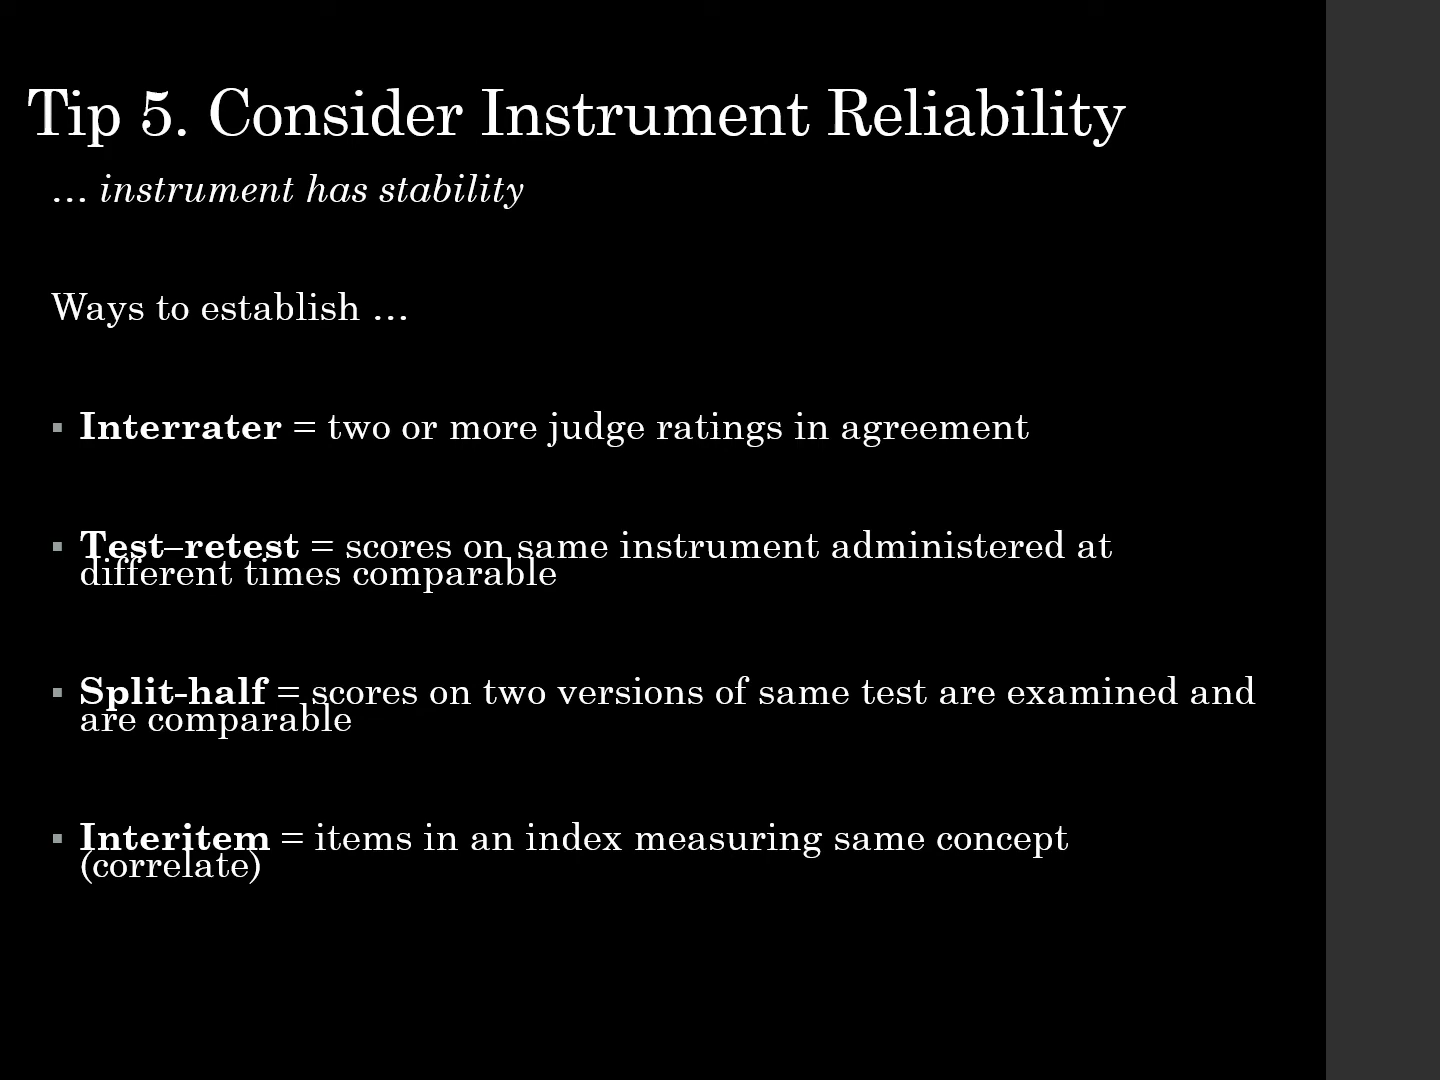 Tip 5. Consider Instrument Reliability
… instrument has stability
Ways to establish …
▪ Interrater = two or more judge ratings in agreement
▪ Test–retest = scores on same instrument administered at
different times comparable
▪ Split-half = scores on two versions of same test are examined and
are comparable
▪ Interitem = items in an index measuring same concept
(correlate)